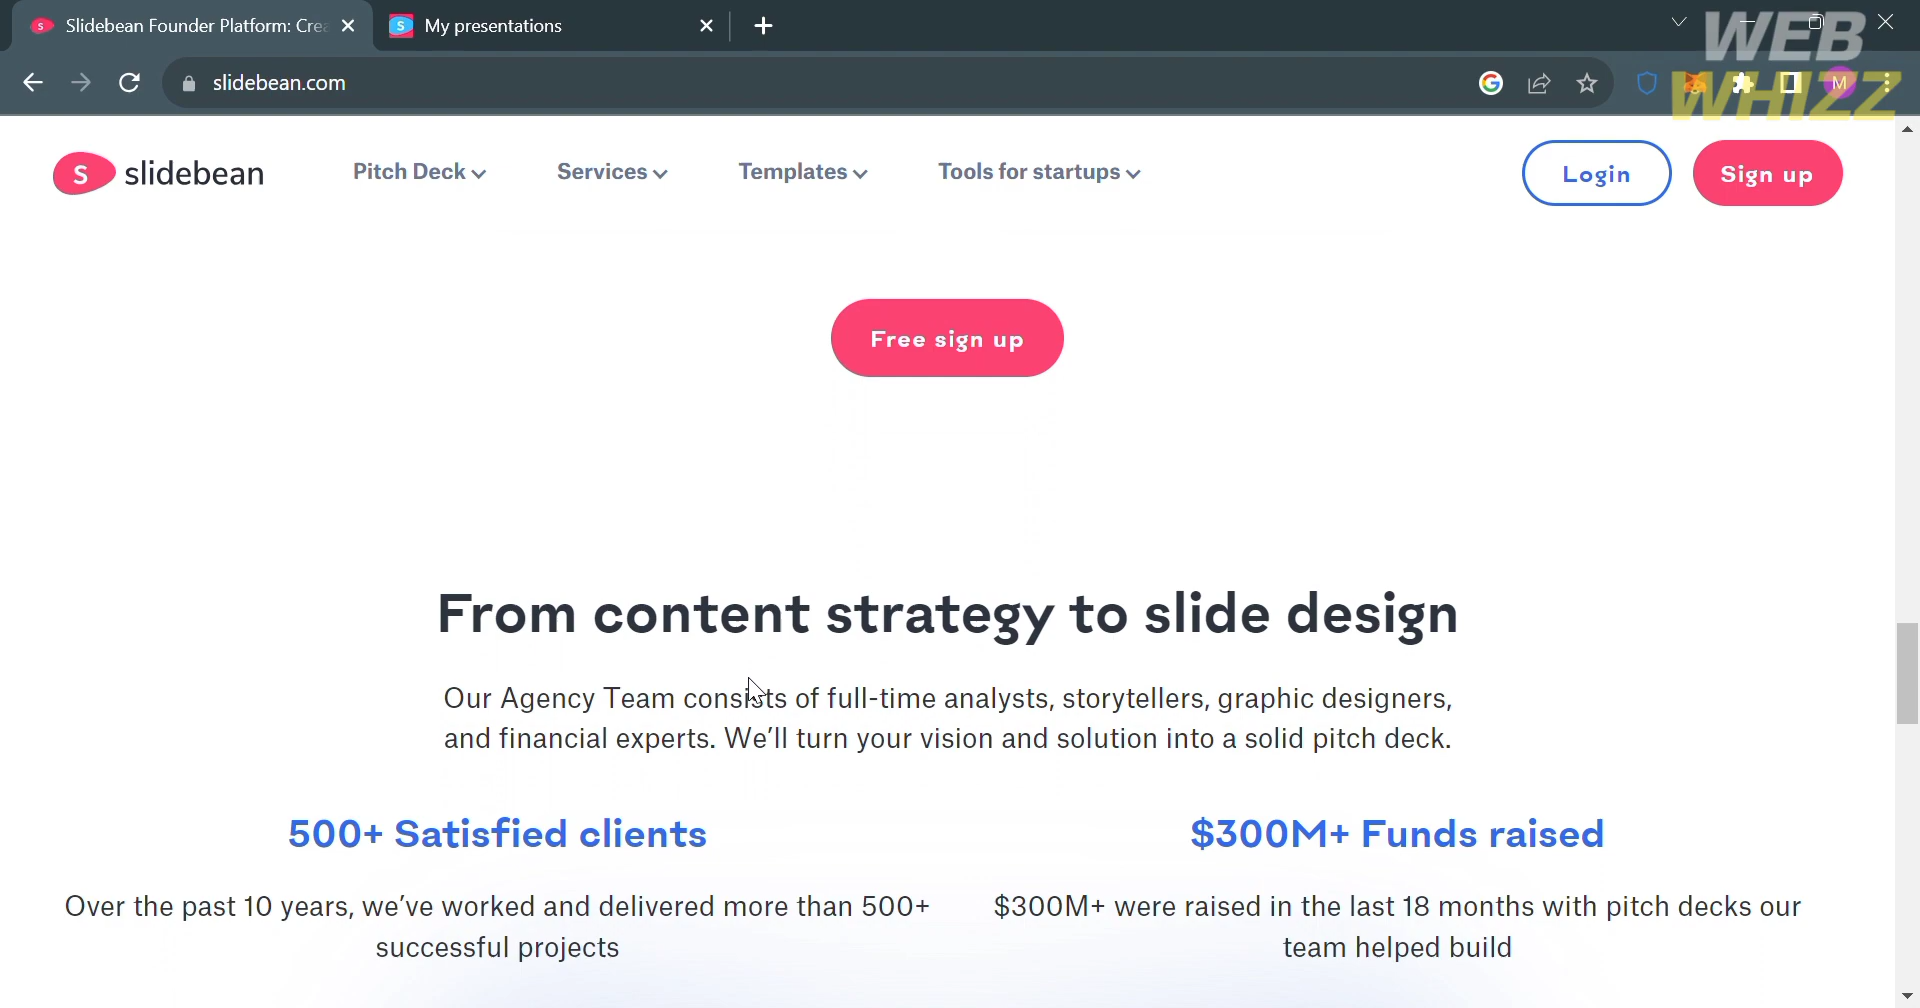 Slidebean Founder Platform: Crea
My presentations
WEB
WHIZZ
slidebean.com
M
S slidebean
Pitch Deck
Services
Templates
Tools for startups
Login
Sign up
Free sign up
From content strategy to slide design
Our Agency Team consists of full-time analysts, storytellers, graphic designers,
and financial experts. We'll turn your vision and solution into a solid pitch deck.
500+ Satisfied clients
Over the past 10 years, we've worked and delivered more than 500+
successful projects
$300M+ Funds raised
$300M+ were raised in the last 18 months with pitch decks our
team helped build